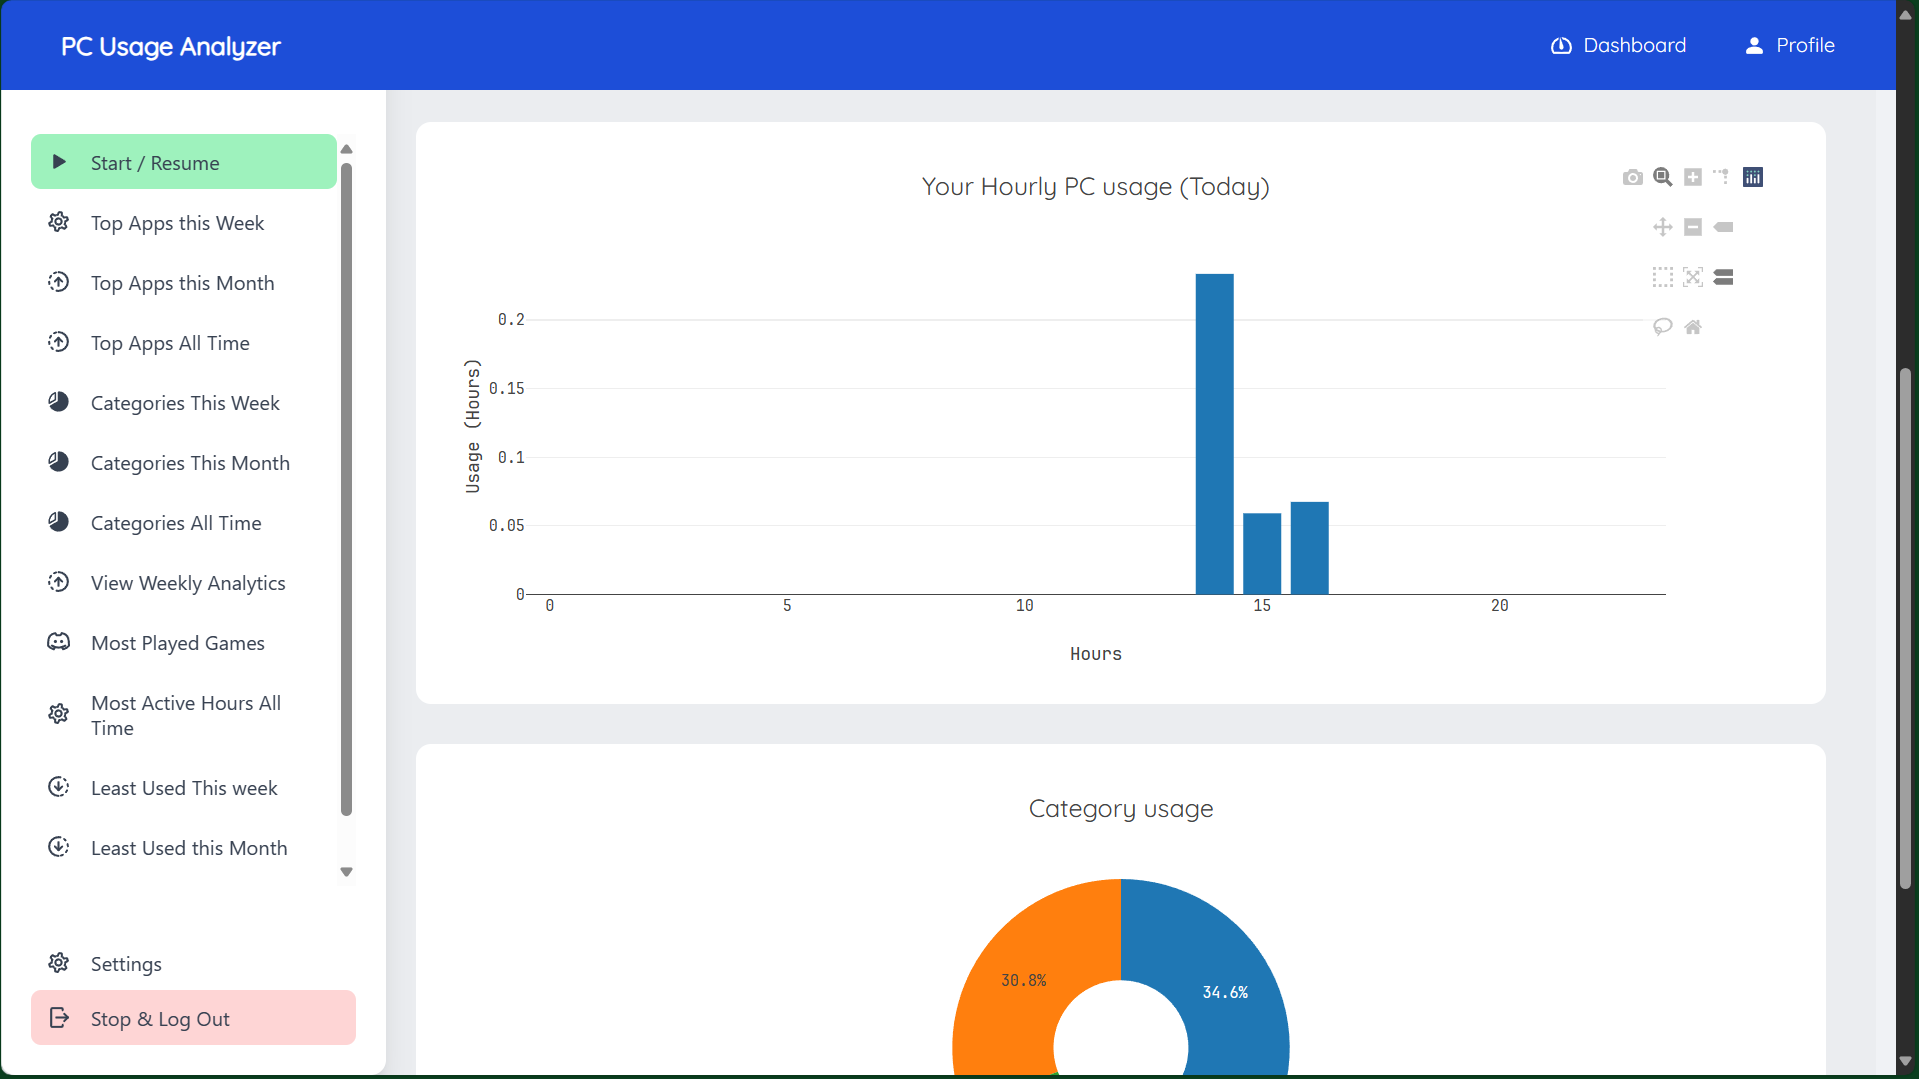 PC Usage Analyzer
Dashboard
Profile
Start / Resume
Top Apps this Week
Top Apps this Month
Top Apps All Time
Categories This Week
Categories This Month
Categories All Time
View Weekly Analytics
Most Played Games
Most Active Hours All
Time
Least Used This week
Least Used this Month
Settings
Stop & Log Out
Your Hourly PC usage (Today)
Usage (Hours)
0.2
0.15
0.1
0.05
0
0 5 10 15 20
Hours
Category usage
30.8%
34.6%